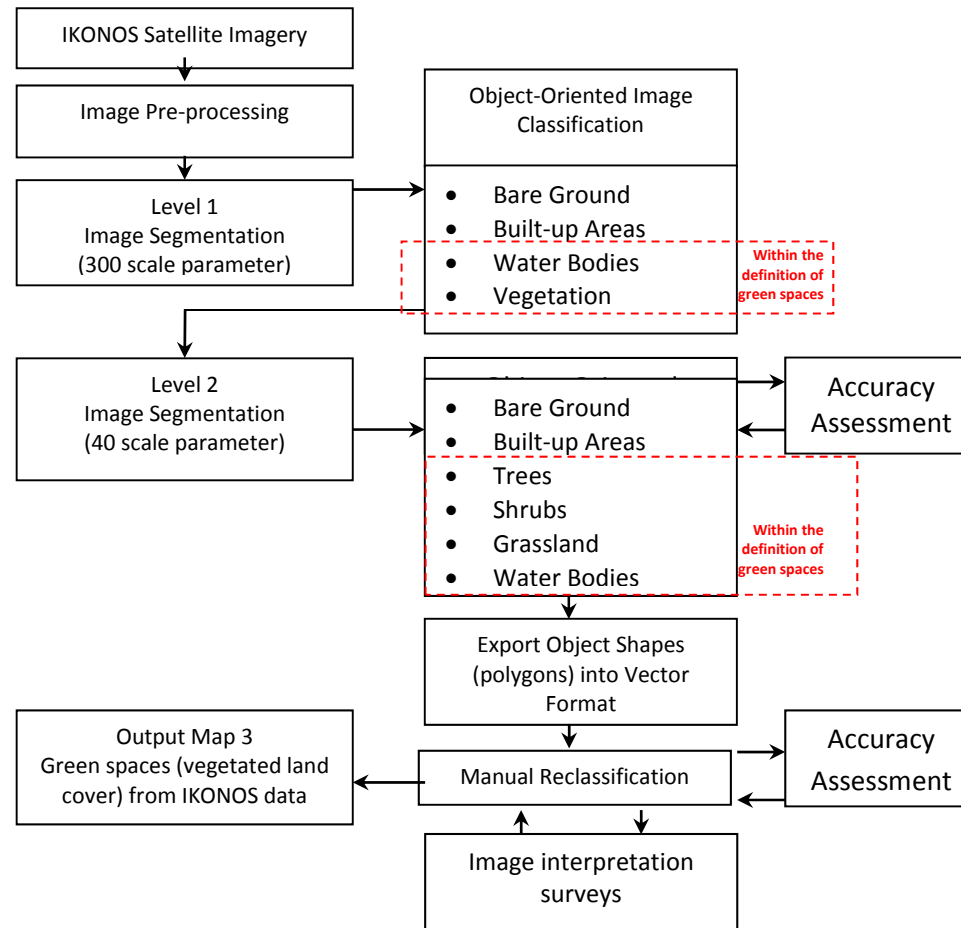 IKONOS Satellite Imagery
Image Pre-processing
Level 1
Image Segmentation
(300 scale parameter)
Object-Oriented Image
Classification
• Bare Ground
• Built-up Areas
• Water Bodies
• Vegetation
Within the
definition of
green spaces
Level 2
Image Segmentation
(40 scale parameter)
• Bare Ground
• Built-up Areas
• Trees
• Shrubs
• Grassland
• Water Bodies
Within the
definition of
green spaces
Accuracy
Assessment
Export Object Shapes
(polygons) into Vector
Format
Output Map 3
Green spaces (vegetated land
cover) from IKONOS data
Manual Reclassification
Accuracy
Assessment
Image interpretation
surveys